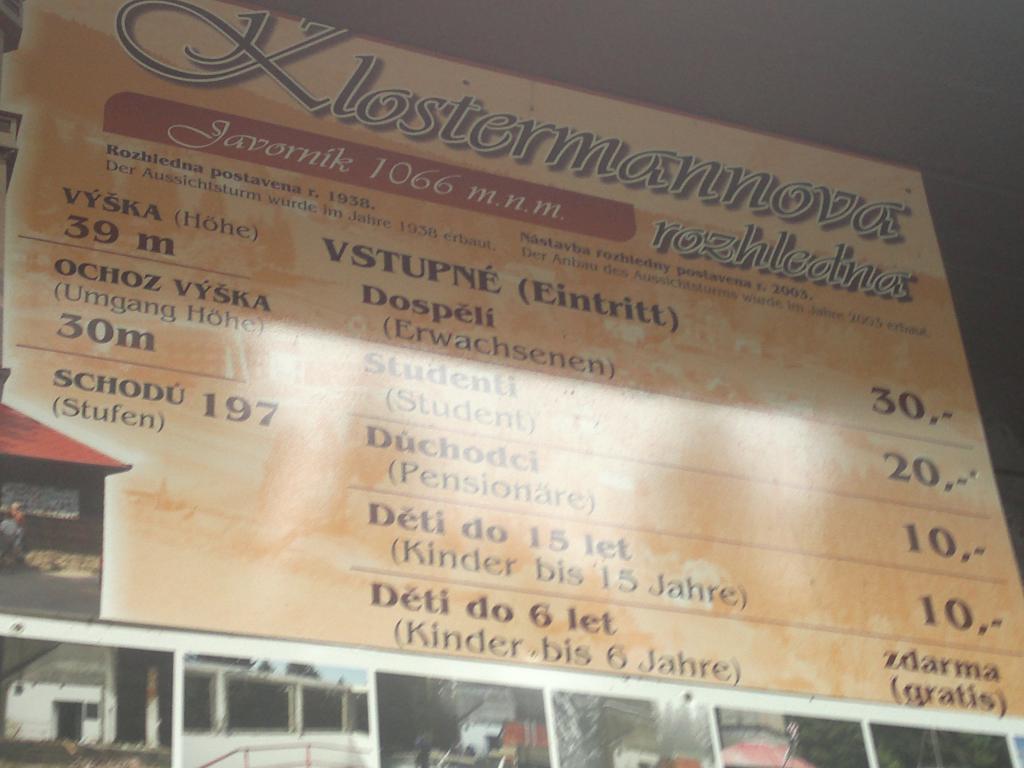 Klostermannova
rozhledna
Javorník 1066 m.n.m.
Rozhledna postavena r. 1938.
Der Aussichtsturm wurde im Jahre 1938 erbaut.
Nástavba rozhledny postavena r. 2003.
Der Anbau des Aussichtsturms wurde im Jahre 2003 erbaut.
VÝŠKA (Höhe)
39 m
OCHOZ VÝŠKA
(Umgang Höhe)
30m
SCHODŮ 197
(Stufen)
VSTUPNÉ (Eintritt)
Dospělí 30,-
(Erwachsenen)
Studenti 20,-
(Student)
Důchodci 10,-
(Pensionäre)
Děti do 15 let 10,-
(Kinder bis 15 Jahre)
Děti do 6 let zdarma
(Kinder bis 6 Jahre) (gratis)